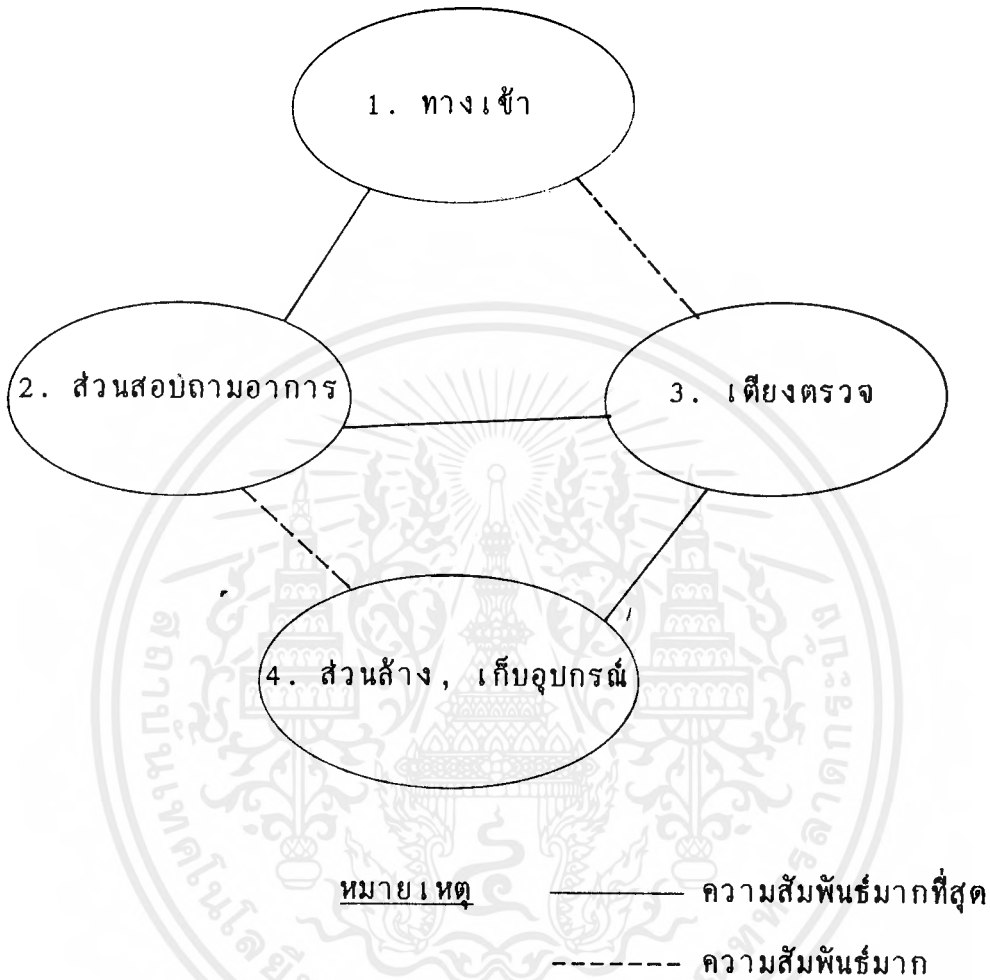 1. ทางเข้า
2. ส่วนสอบถามอาการ
3. เตียงตรวจ
4. ส่วนล้าง, เก็บอุปกรณ์
หมายเหตุ ความสัมพันธ์มากที่สุด
ความสัมพันธ์มาก